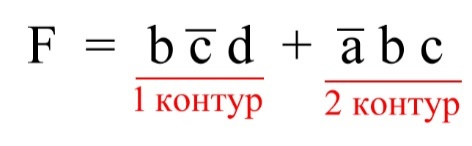 F = b c̅ d + a̅ b c
1 контур 2 контур